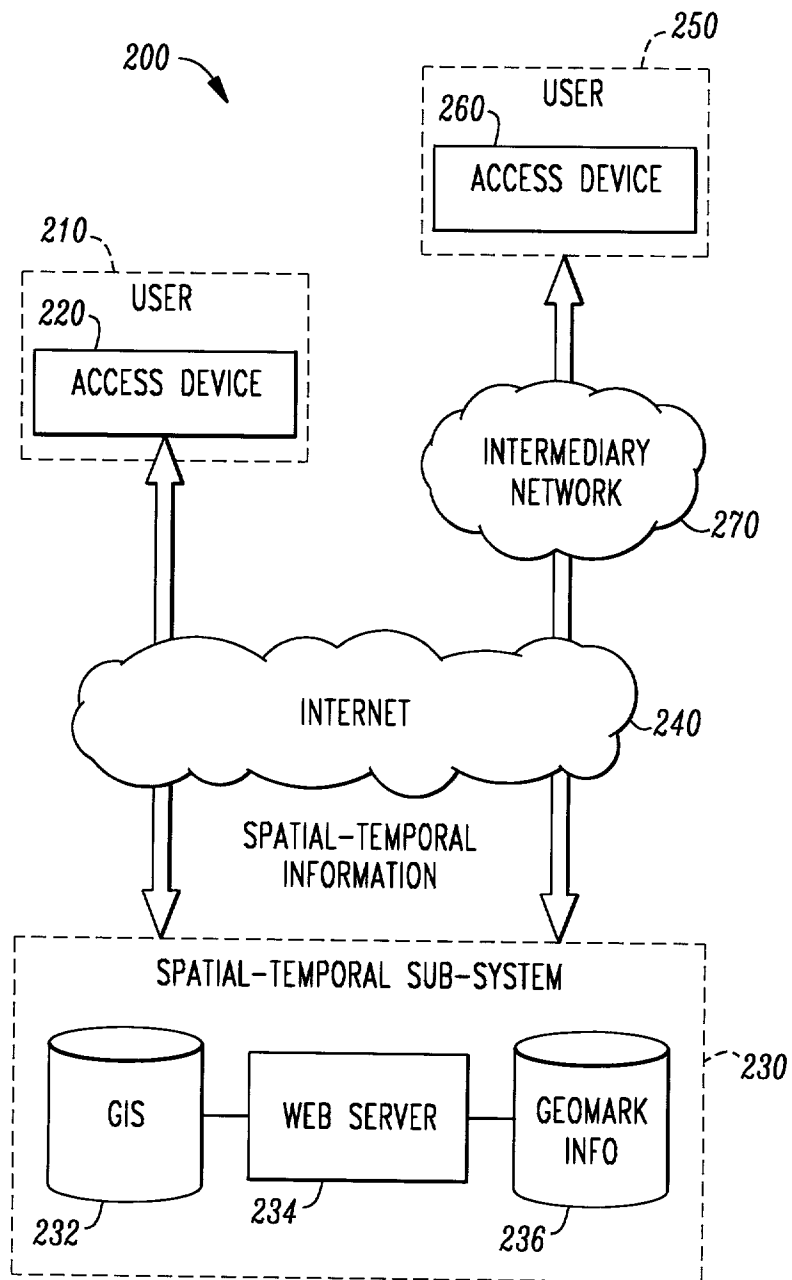 200
250
USER
260
ACCESS DEVICE
210
USER
220
ACCESS DEVICE
INTERMEDIARY
NETWORK
270
INTERNET
240
SPATIAL-TEMPORAL
INFORMATION
SPATIAL-TEMPORAL SUB-SYSTEM
230
GIS
WEB SERVER
GEOMARK
INFO
232
234
236